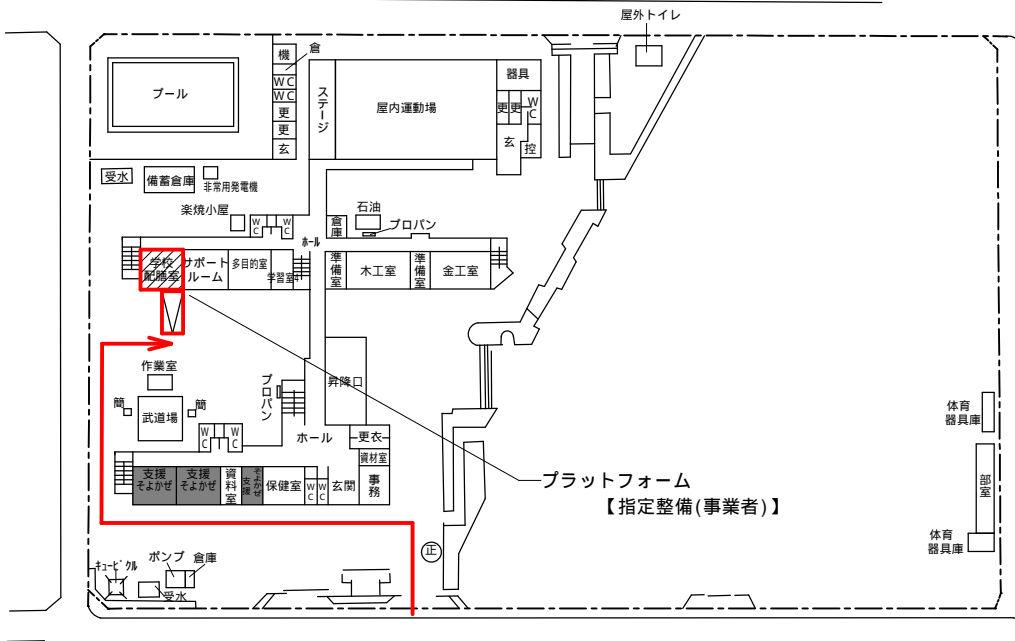 屋外トイレ
機
倉
WC
WC
更
更
玄
プール
ステージ
屋内運動場
器具
更
更
WC
玄
控
受水
備蓄倉庫
非常用発電機
楽焼小屋
WC
WC
ホール
倉庫
石油
プロパン
学校
配膳室
サポート
ルーム
多目的室
学習室4
準備室
木工室
準備室
金工室
作業室
簡
簡
武道場
プロパン
昇降口
WC
WC
ホール
更衣
資材室
支援
そよかぜ
支援
そよかぜ
資料室
支援
そよかぜ
保健室
WC
WC
玄関
事務
プラットフォーム
【指定整備(事業者)】
体育
器具庫
部室
体育
器具庫
正
キュービクル
ポンプ
倉庫
受水